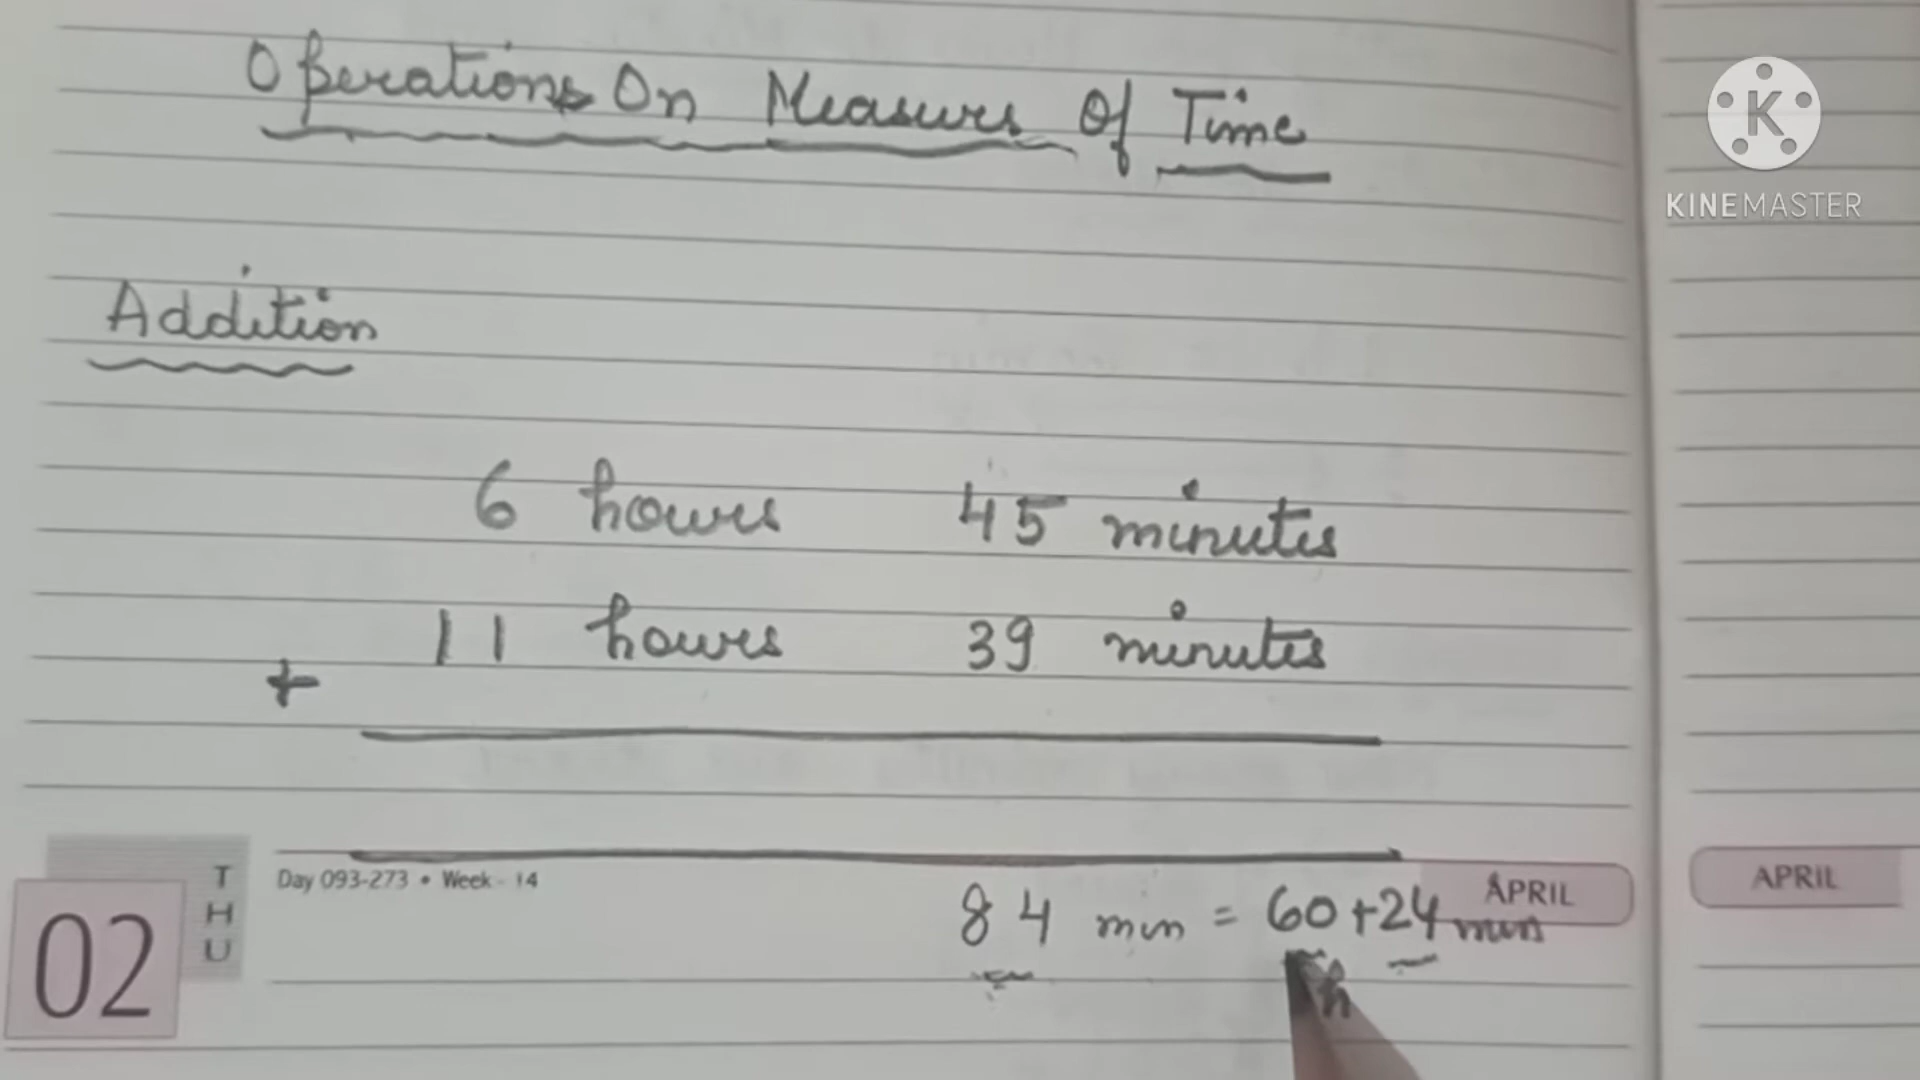 Operations On Measures Of Time
K
KINEMASTER
Addition
6 hours 45 minutes
11 hours 39 minutes
+
THU
Day 093-273 • Week - 14
APRIL
APRIL
02
84 min = 60+24 min
h